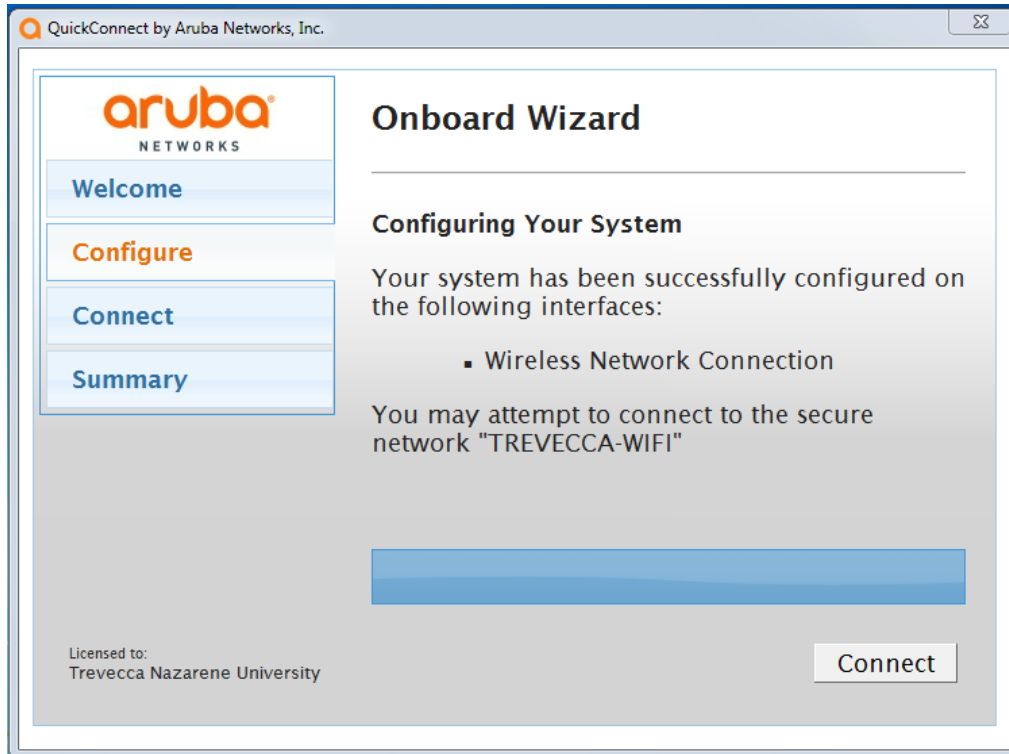 QuickConnect by Aruba Networks, Inc.
aruba
NETWORKS
Welcome
Configure
Connect
Summary
Onboard Wizard
Configuring Your System
Your system has been successfully configured on
the following interfaces:
▪ Wireless Network Connection
You may attempt to connect to the secure
network "TREVECCA-WIFI"
Licensed to:
Trevecca Nazarene University
Connect